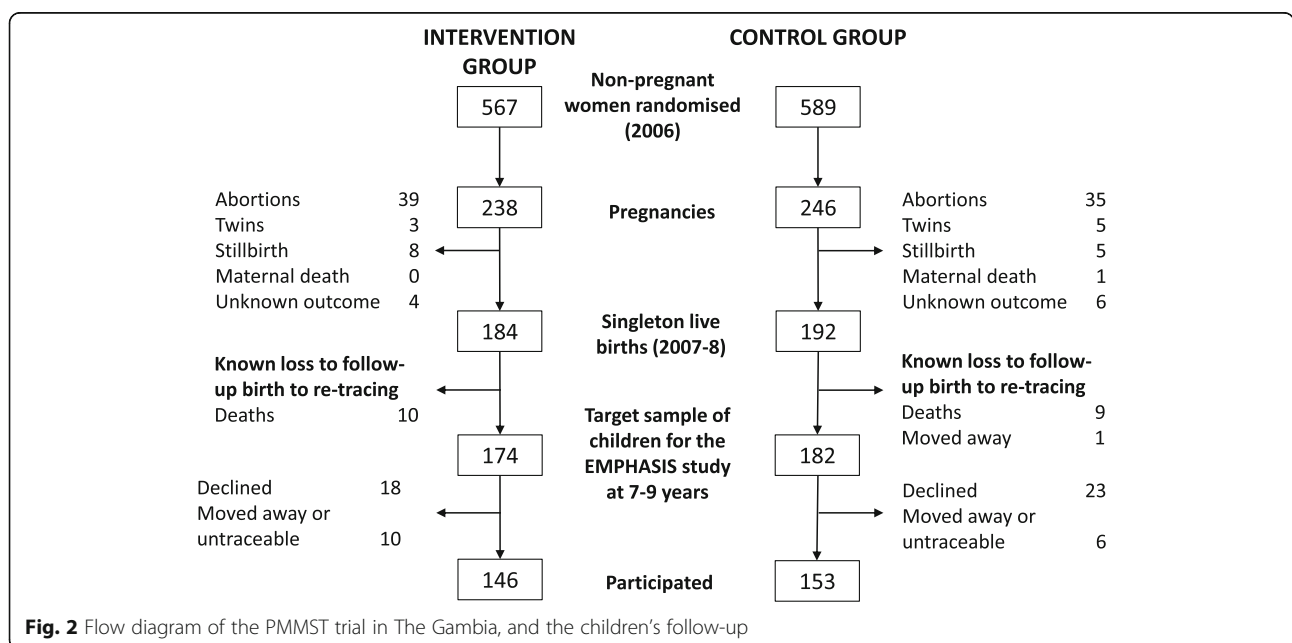 INTERVENTION
GROUP
CONTROL GROUP
Non-pregnant
women randomised
(2006)
567
589
Abortions 39
Twins 3
Stillbirth 8
Maternal death 0
Unknown outcome 4
238
Pregnancies
246
Abortions 35
Twins 5
Stillbirth 5
Maternal death 1
Unknown outcome 6
184
Singleton live
births (2007-8)
192
Known loss to follow-
up birth to re-tracing
Deaths 10
Known loss to follow-
up birth to re-tracing
Deaths 9
Moved away 1
174
Target sample of
children for the
EMPHASIS study
at 7-9 years
182
Declined 18
Moved away or
untraceable 10
Declined 23
Moved away or
untraceable 6
146
Participated
153
Fig. 2 Flow diagram of the PMMST trial in The Gambia, and the children's follow-up